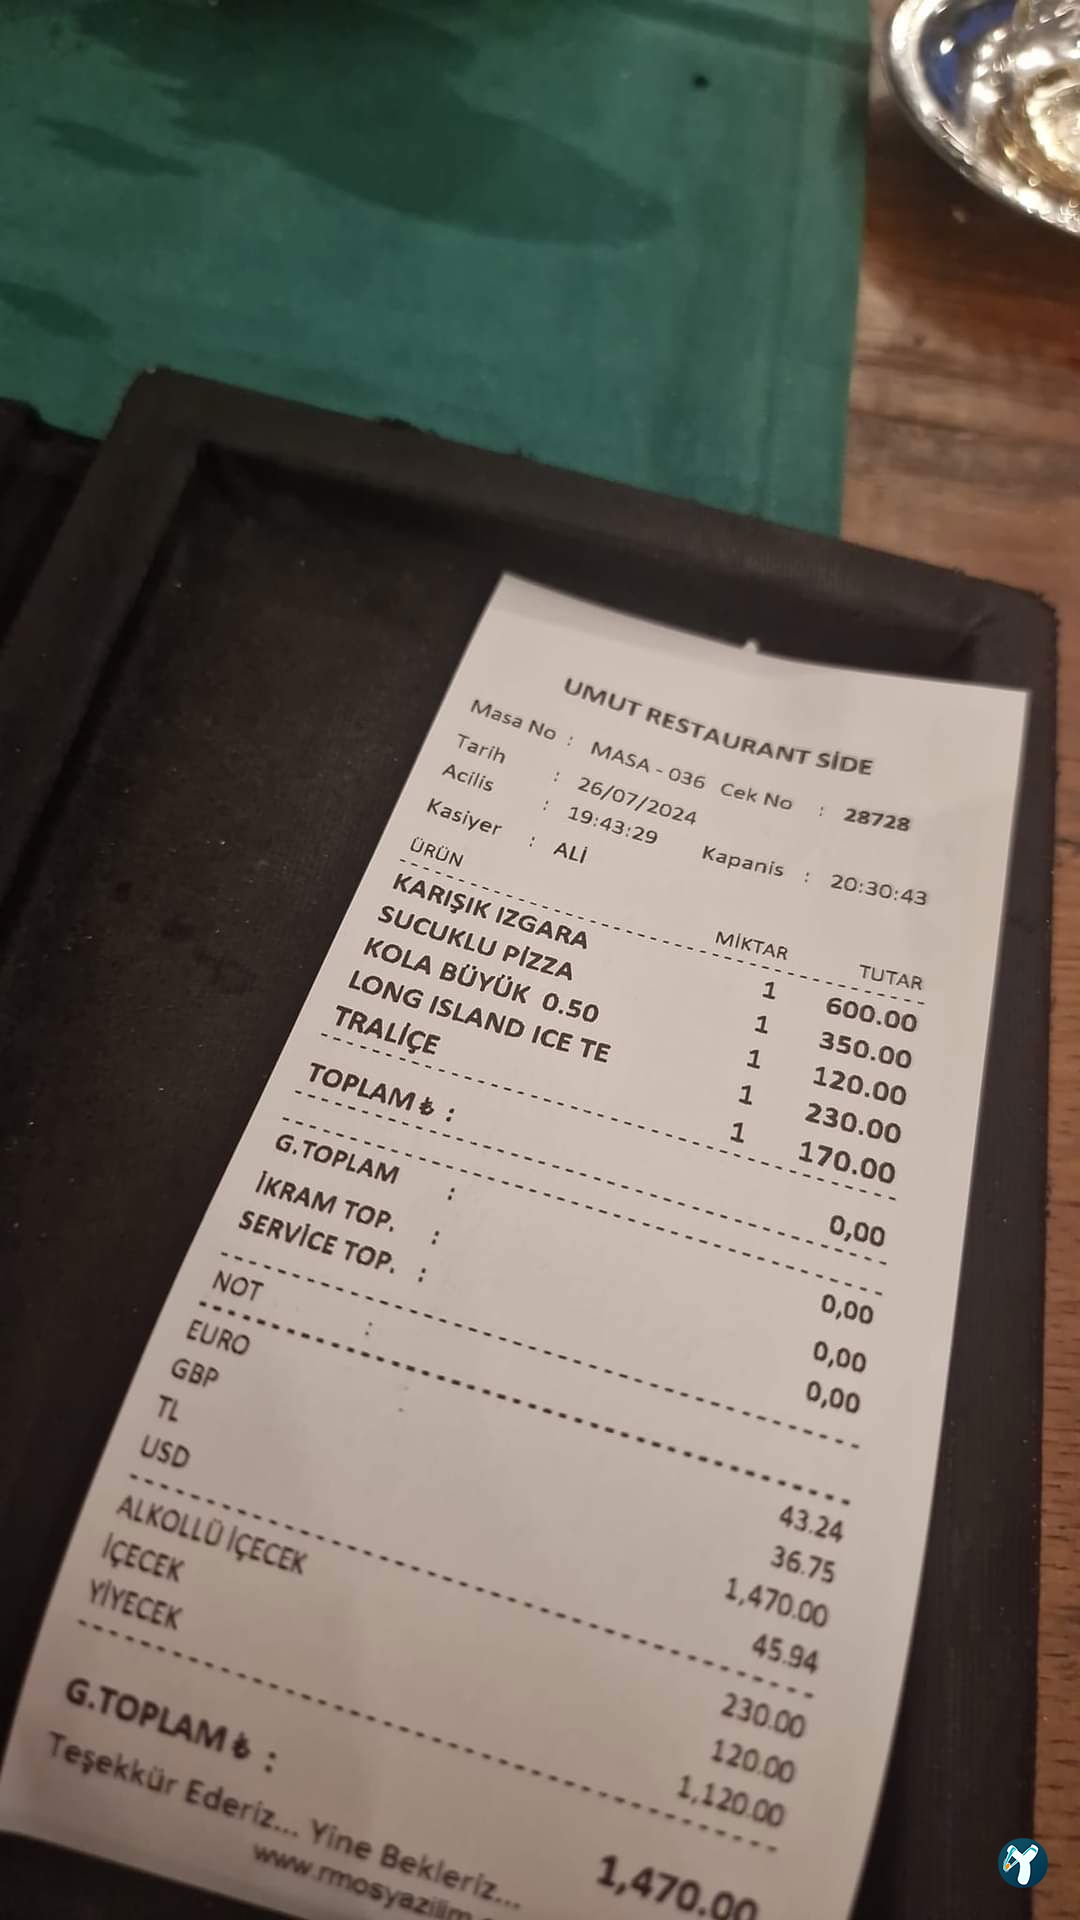 UMUT RESTAURANT SİDE
Masa No : MASA - 036 Cek No : 28728
Tarih : 26/07/2024
Acilis : 19:43:29 Kapanis : 20:30:43
Kasiyer : ALİ
ÜRÜN MİKTAR TUTAR
KARIŞIK IZGARA 1 600.00
SUCUKLU PİZZA 1 350.00
KOLA BÜYÜK 0.50 1 120.00
LONG ISLAND ICE TE 1 230.00
TRALİÇE 1 170.00
TOPLAM ₺ : 0,00
G.TOPLAM : 0,00
İKRAM TOP. : 0,00
SERVİCE TOP. : 0,00
NOT :
EURO 43.24
GBP 36.75
TL 1,470.00
USD 45.94
ALKOLLÜ İÇECEK 230.00
İÇECEK 120.00
YİYECEK 1,120.00
G.TOPLAM ₺ : 1,470.00
Teşekkür Ederiz... Yine Bekleriz...
www.rmosyazilim.